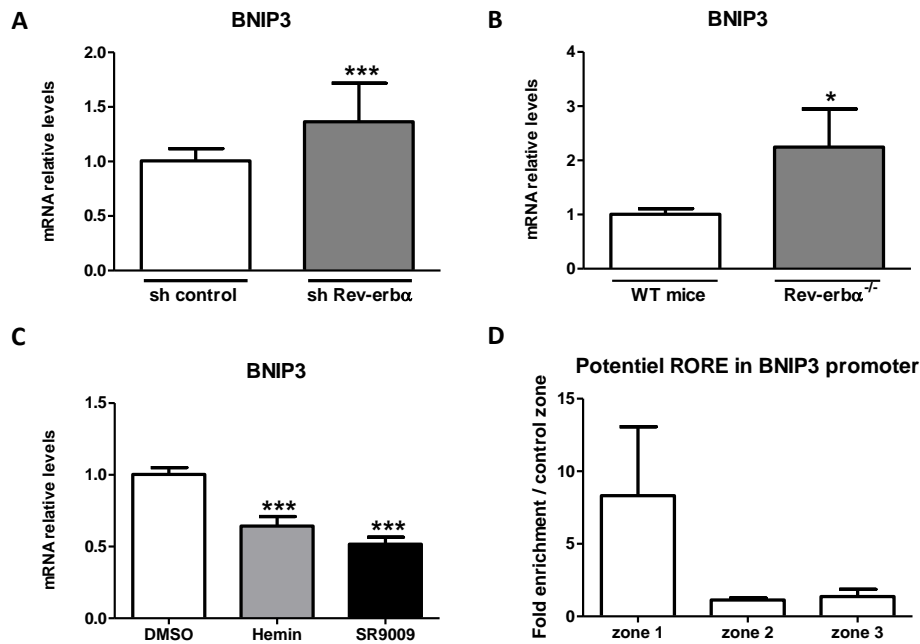 A
BNIP3
mRNA relative levels
2.0
1.5
1.0
0.5
0.0
***
sh control
sh Rev-erbα
B
BNIP3
mRNA relative levels
6
4
2
1
0
*
WT mice
Rev-erbα-/-
C
BNIP3
mRNA relative levels
1.5
1.0
0.5
0.0
***
***
DMSO
Hemin
SR9009
D
Potentiel RORE in BNIP3 promoter
Fold enrichment / control zone
15
10
5
0
zone 1
zone 2
zone 3